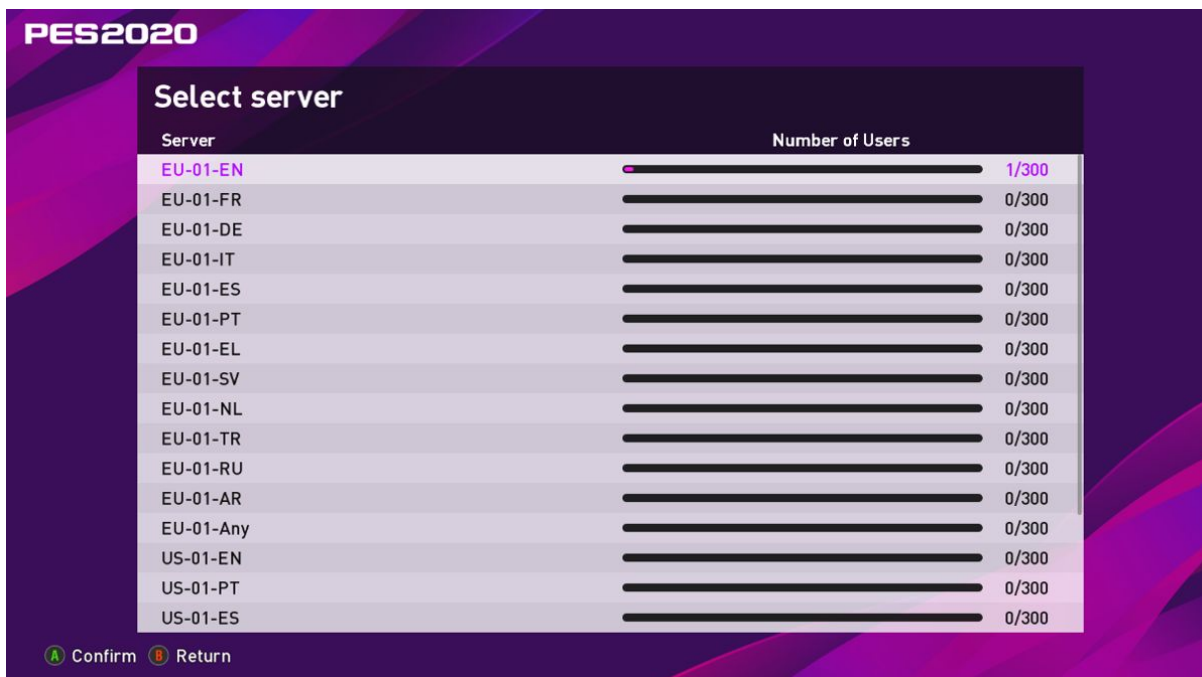 PES2020
Select server
Server Number of Users
EU-01-EN 1/300
EU-01-FR 0/300
EU-01-DE 0/300
EU-01-IT 0/300
EU-01-ES 0/300
EU-01-PT 0/300
EU-01-EL 0/300
EU-01-SV 0/300
EU-01-NL 0/300
EU-01-TR 0/300
EU-01-RU 0/300
EU-01-AR 0/300
EU-01-Any 0/300
US-01-EN 0/300
US-01-PT 0/300
US-01-ES 0/300
A Confirm B Return